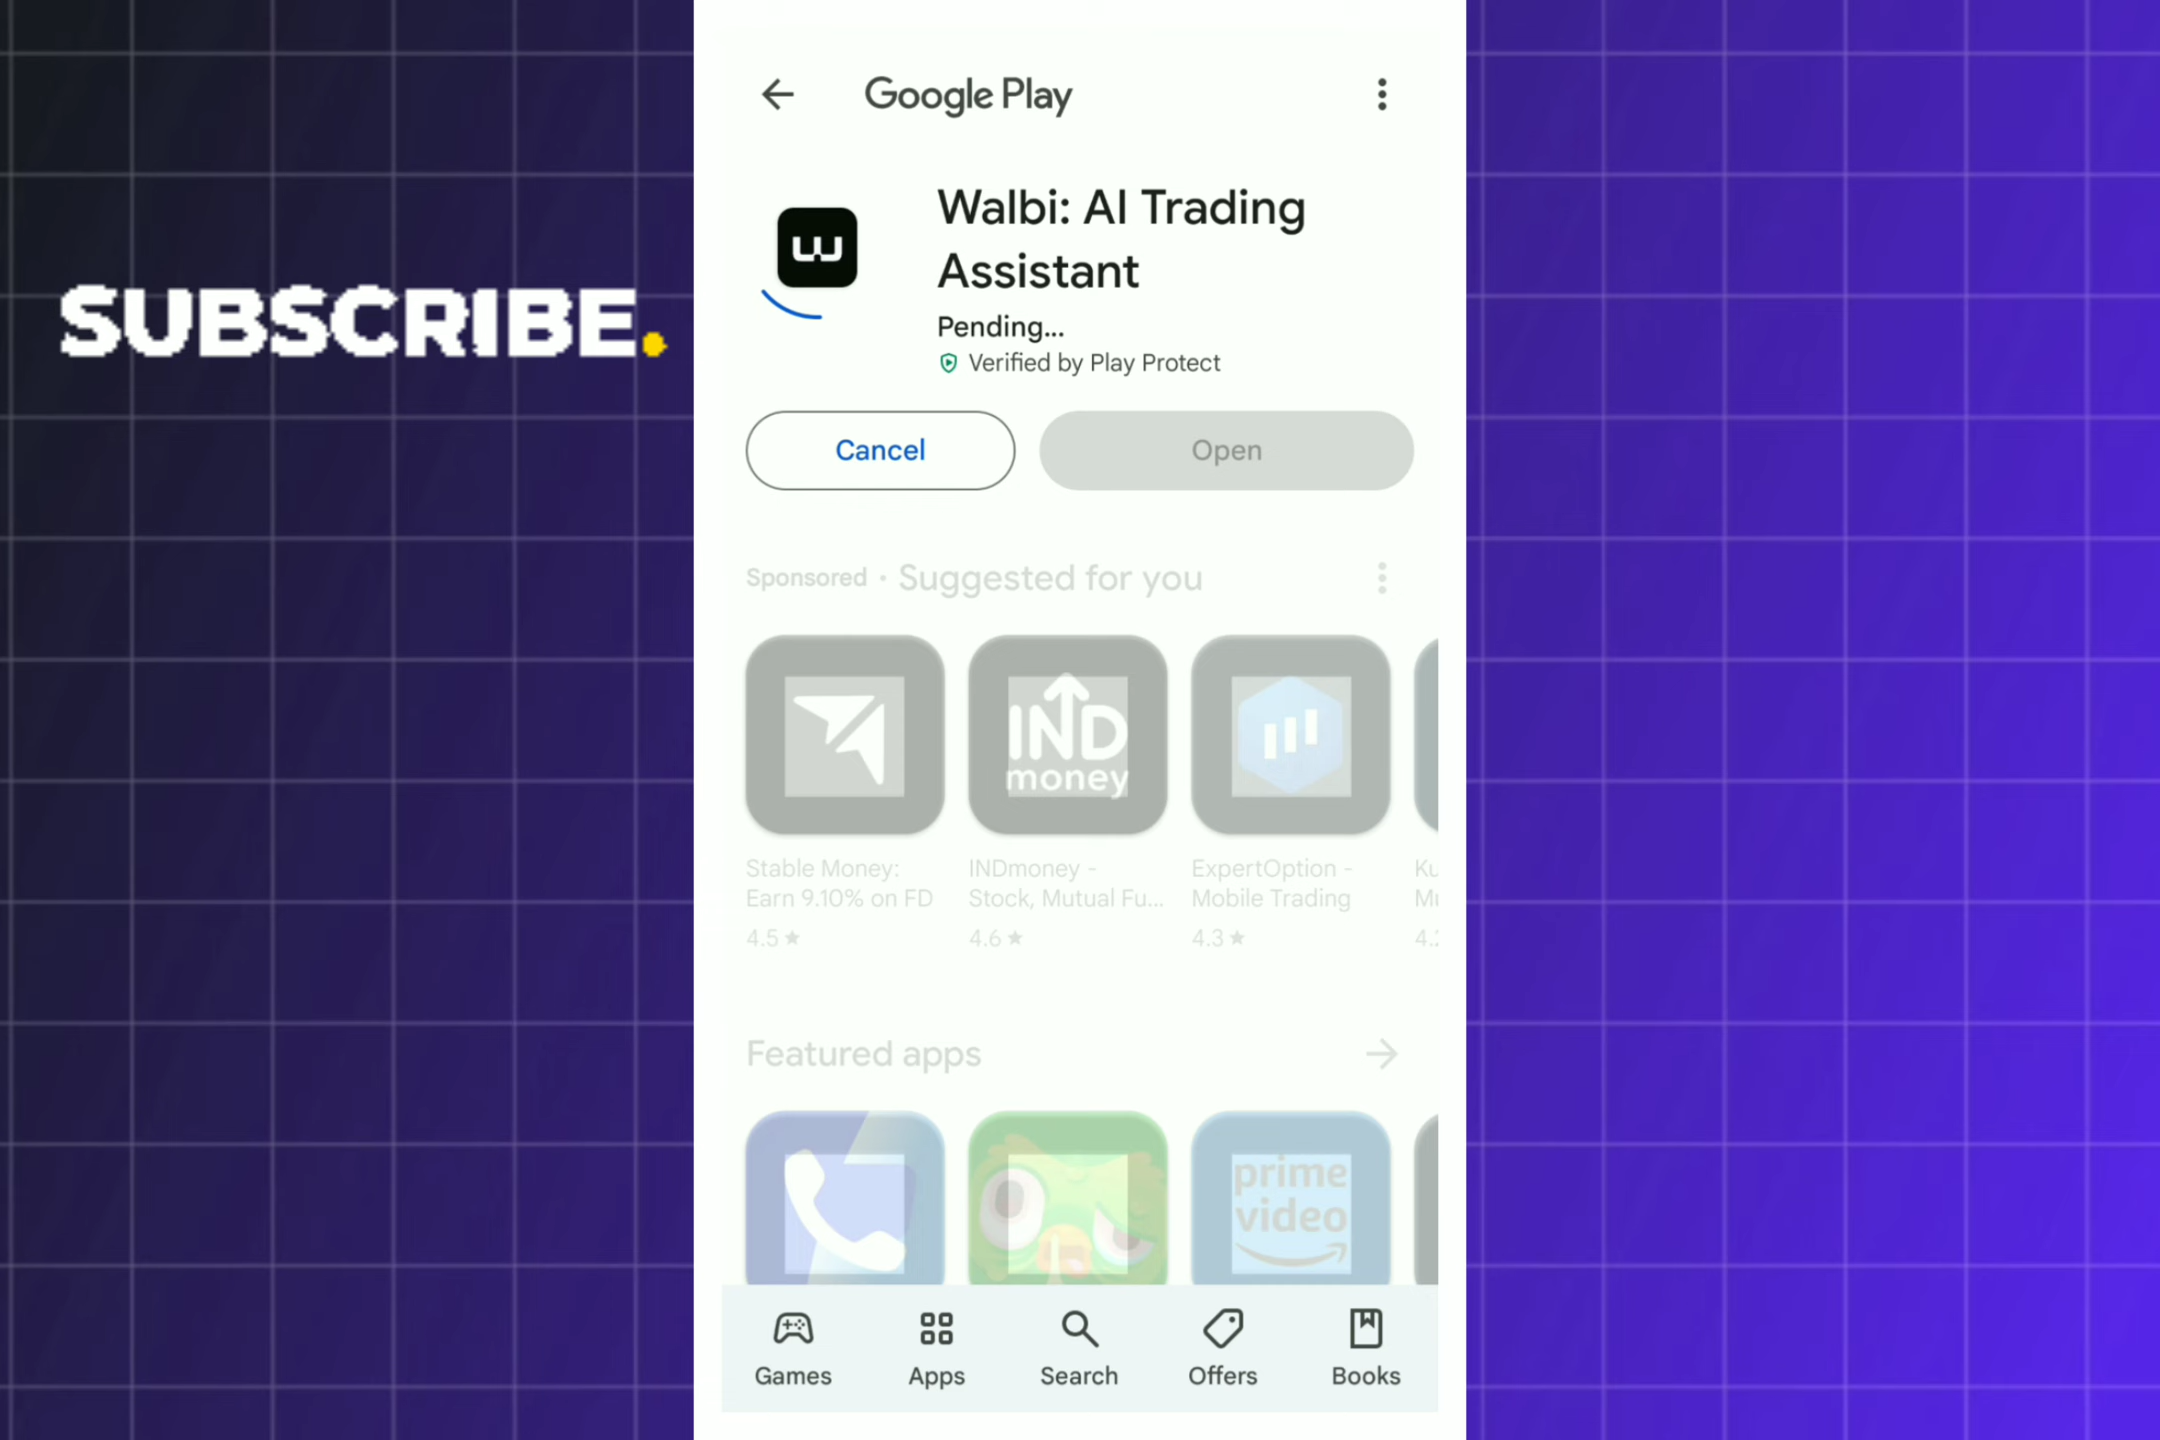 SUBSCRIBE.
Google Play
Walbi: AI Trading
Assistant
Pending...
Verified by Play Protect
Cancel
Open
Sponsored • Suggested for you
IND
money
Stable Money:
Earn 9.10% on FD
4.5 ★
INDmoney -
Stock, Mutual Fu...
4.6 ★
ExpertOption -
Mobile Trading
4.3 ★
Featured apps
prime
video
Games
Apps
Search
Offers
Books